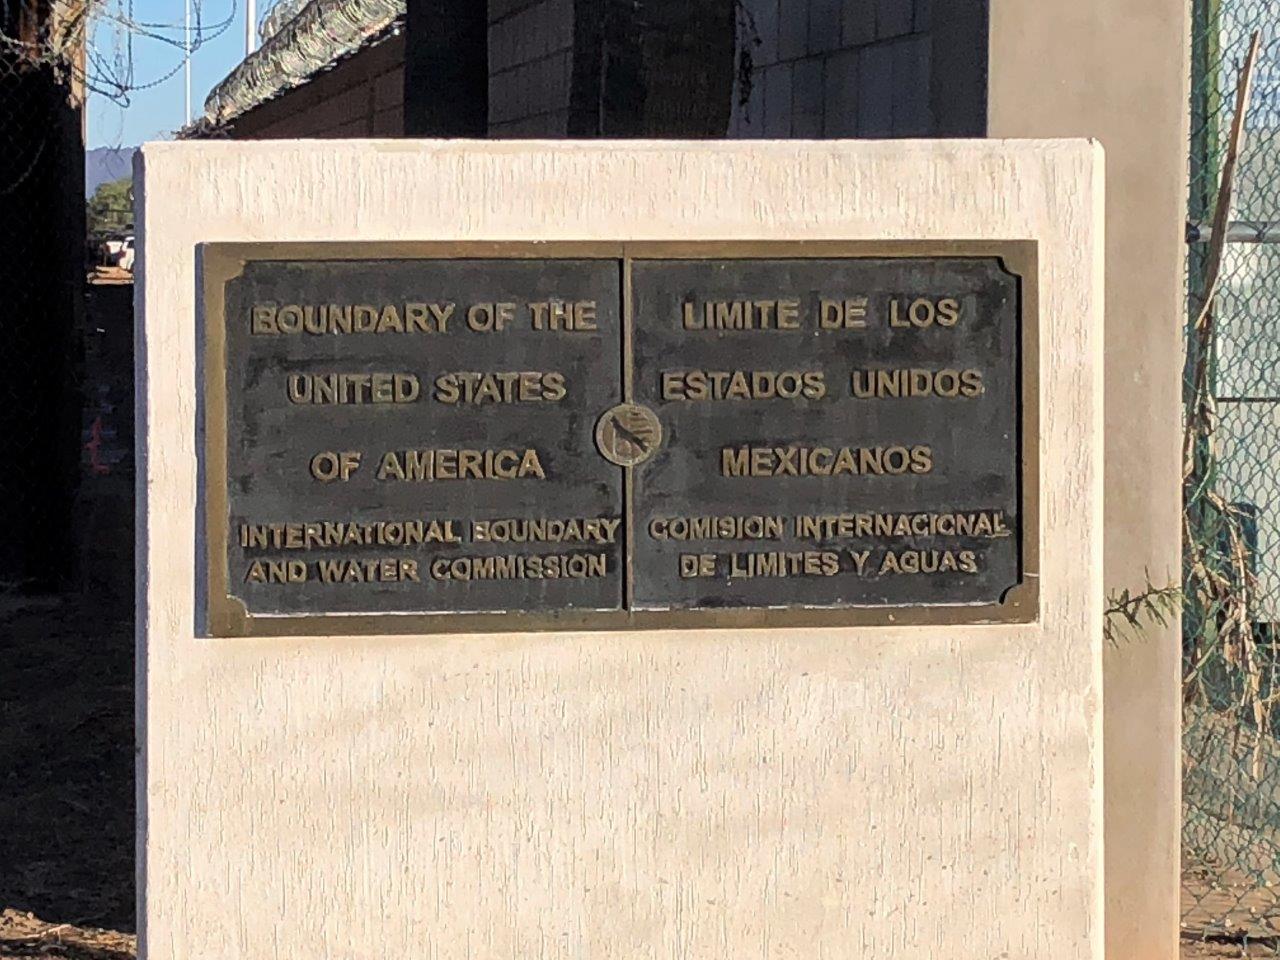 BOUNDARY OF THE
UNITED STATES
OF AMERICA
INTERNATIONAL BOUNDARY
AND WATER COMMISSION
LIMITE DE LOS
ESTADOS UNIDOS
MEXICANOS
COMISION INTERNACIONAL
DE LIMITES Y AGUAS